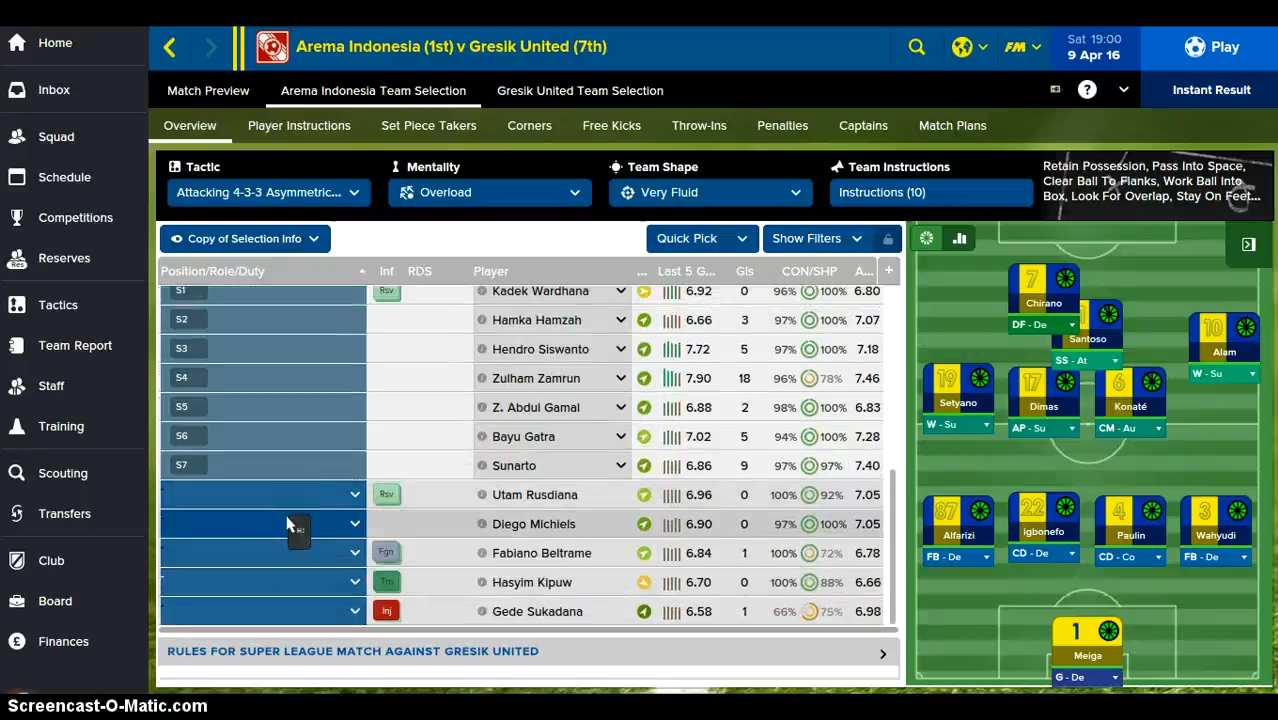 Home
Inbox
Squad
Schedule
Competitions
Reserves
Tactics
Team Report
Staff
Training
Scouting
Transfers
Club
Board
Finances
Arema Indonesia (1st) v Gresik United (7th)
FM
Sat 19:00
9 Apr 16
Play
Match Preview
Arema Indonesia Team Selection
Gresik United Team Selection
?
Instant Result
Overview
Player Instructions
Set Piece Takers
Corners
Free Kicks
Throw-Ins
Penalties
Captains
Match Plans
Tactic
Attacking 4-3-3 Asymmetric...
Mentality
Overload
Team Shape
Very Fluid
Team Instructions
Instructions (10)
Retain Possession, Pass Into Space,
Clear Ball To Flanks, Work Ball Into
Box, Look For Overlap, Stay On Feet...
Copy of Selection Info
Quick Pick
Show Filters
Position/Role/Duty Inf RDS Player ... Last 5 G... Gls CON/SHP A... +
S1 Rsv Kadek Wardhana 6.92 0 96% 100% 6.80
S2 Hamka Hamzah 6.66 3 97% 100% 7.07
S3 Hendro Siswanto 7.72 5 97% 100% 7.18
S4 Zulham Zamrun 7.90 18 96% 78% 7.46
S5 Z. Abdul Gamal 6.88 2 98% 100% 6.83
S6 Bayu Gatra 7.02 5 94% 100% 7.28
S7 Sunarto 6.86 9 97% 97% 7.40
Rsv Utam Rusdiana 6.96 0 100% 92% 7.05
Diego Michiels 6.90 0 97% 100% 7.05
Fgn Fabiano Beltrame 6.84 1 100% 72% 6.78
Trn Hasyim Kipuw 6.70 0 100% 88% 6.66
Inj Gede Sukadana 6.58 1 66% 75% 6.98
RULES FOR SUPER LEAGUE MATCH AGAINST GRESIK UNITED
7
Chirano
DF - De
Santoso
SS - At
10
Alam
W - Su
19
Setyano
W - Su
17
Dimas
AP - Su
6
Konaté
CM - Au
87
Alfarizi
FB - De
22
Igbonefo
CD - De
4
Paulin
CD - Co
3
Wahyudi
FB - De
1
Meiga
G - De
Screencast-O-Matic.com